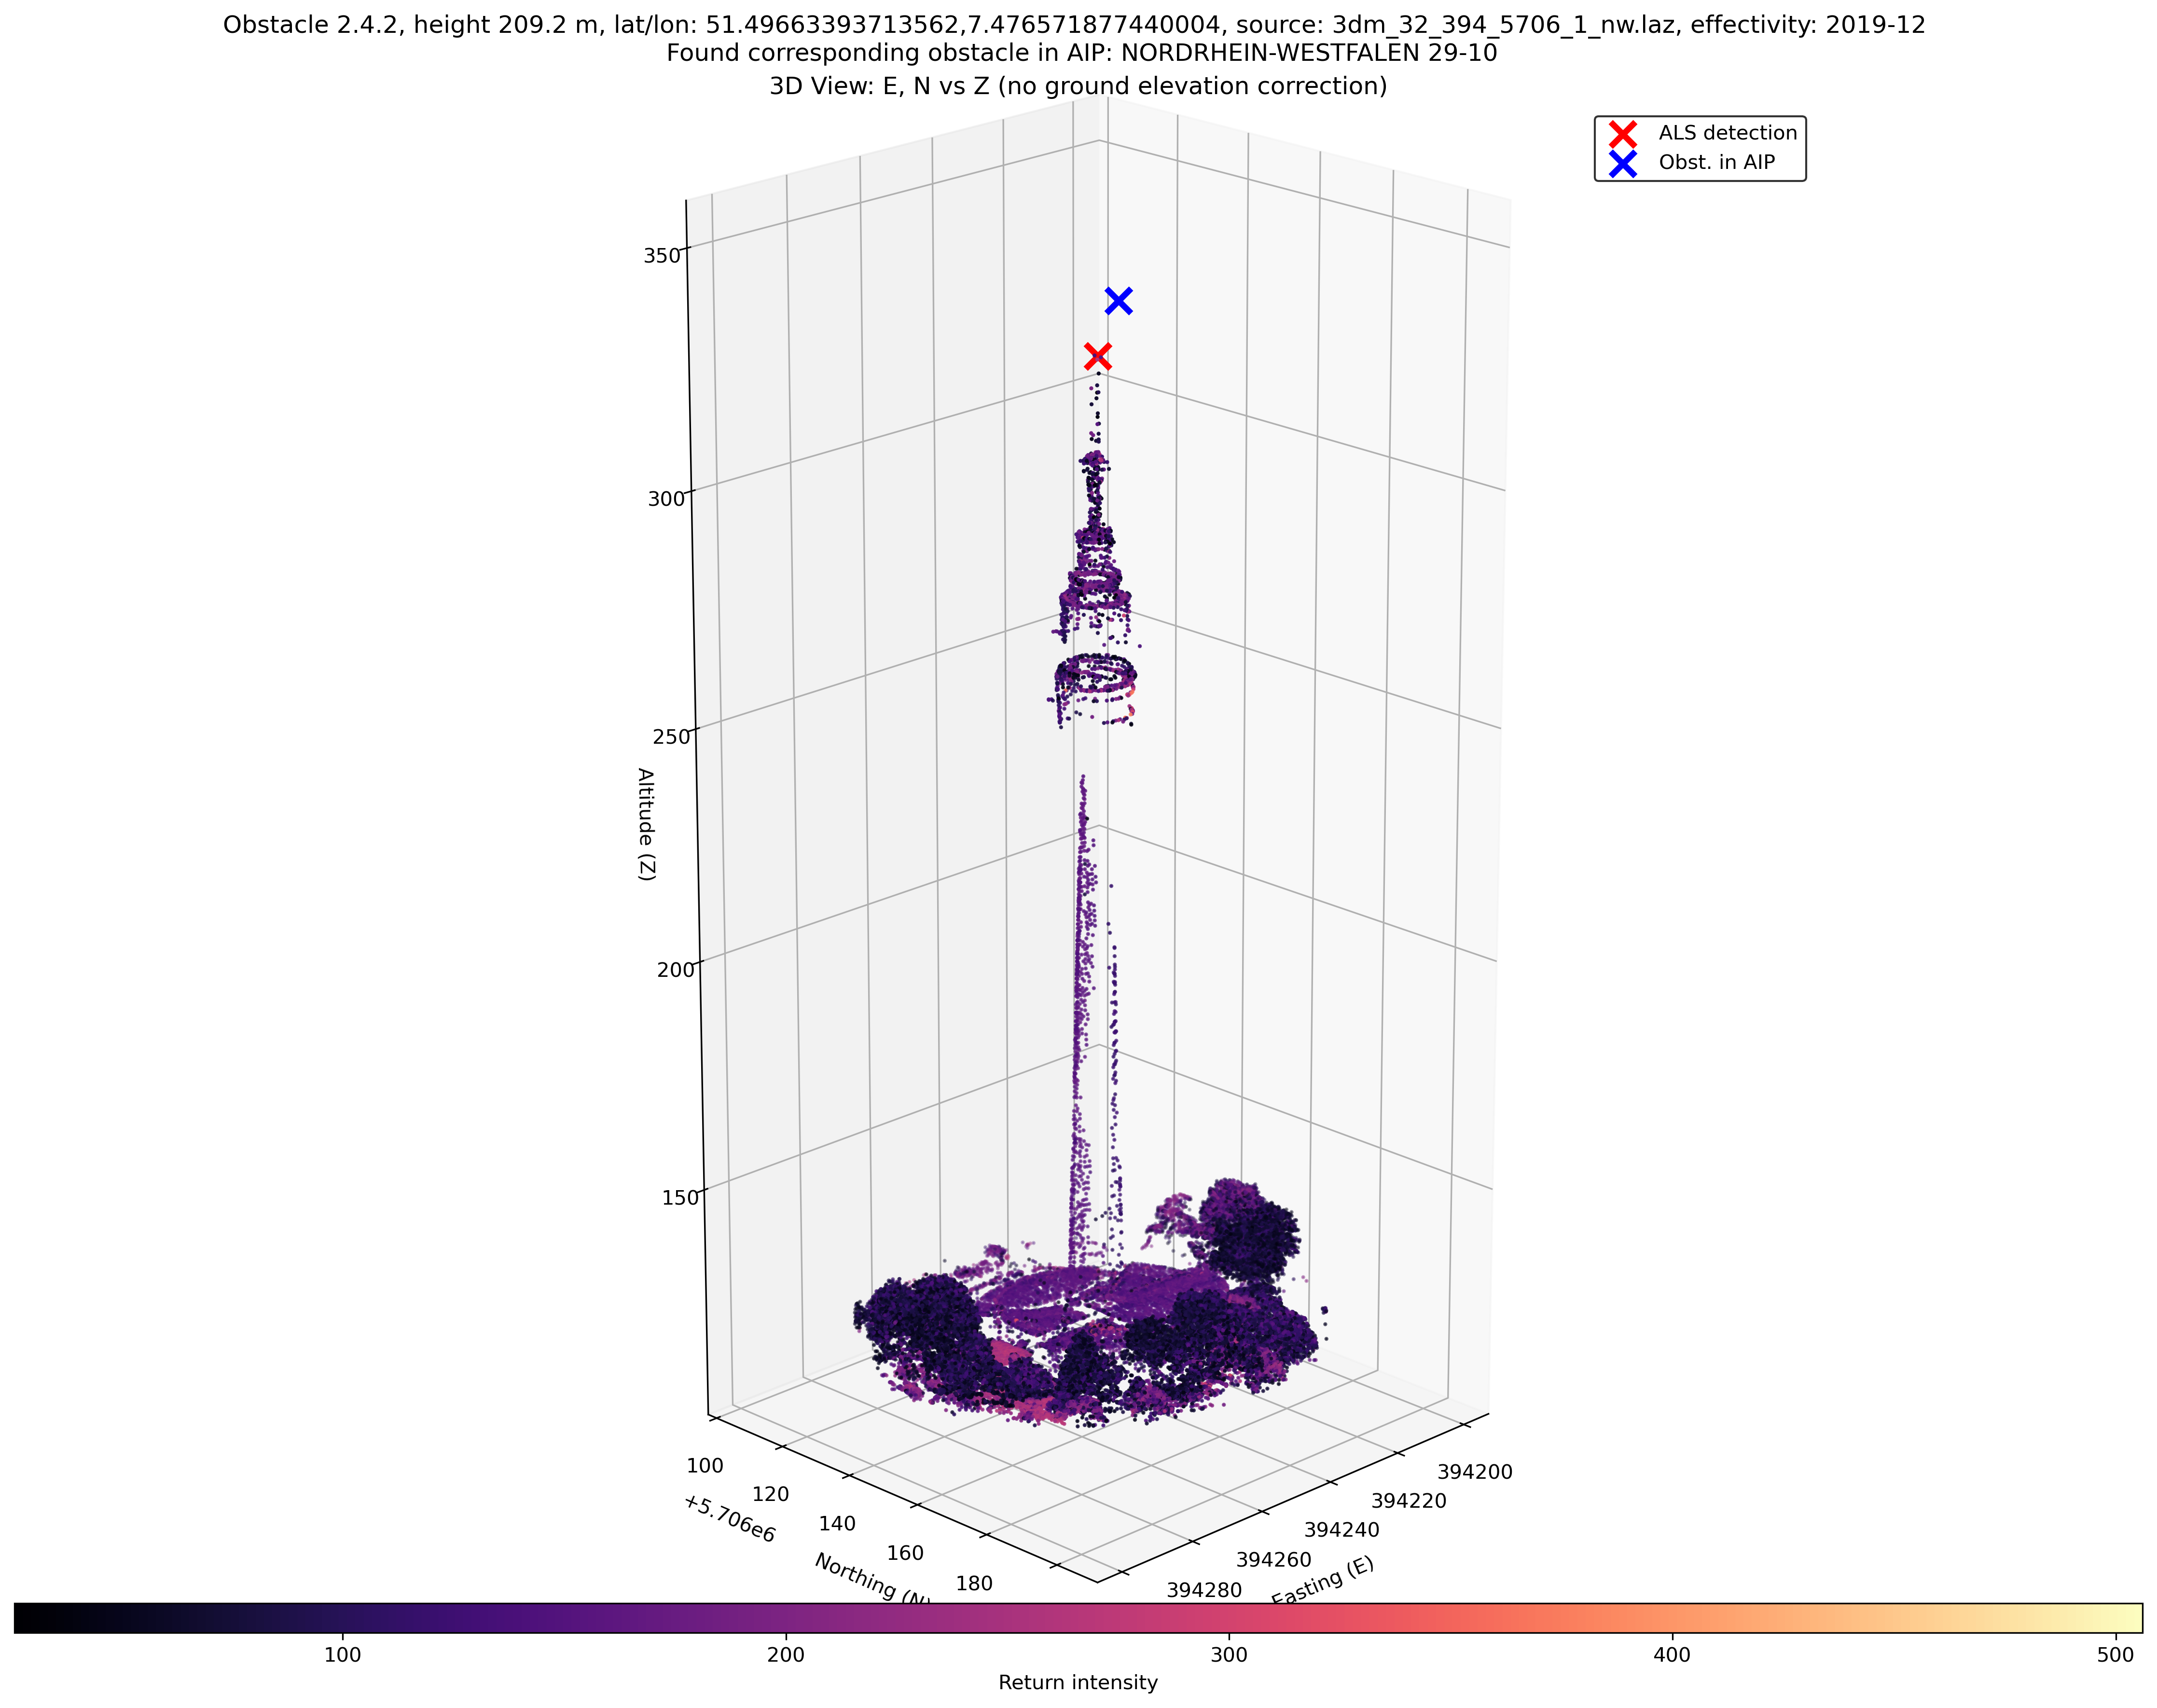 Obstacle 2.4.2, height 209.2 m, lat/lon: 51.49663393713562,7.476571877440004, source: 3dm_32_394_5706_1_nw.laz, effectivity: 2019-12
Found corresponding obstacle in AIP: NORDRHEIN-WESTFALEN 29-10
3D View: E, N vs Z (no ground elevation correction)
ALS detection
Obst. in AIP
350
300
250
Altitude (Z)
200
150
100
120
140
160
180
+5.706e6
Northing (N)
394200
394220
394240
394260
394280
Easting (E)
100
200
300
400
500
Return intensity